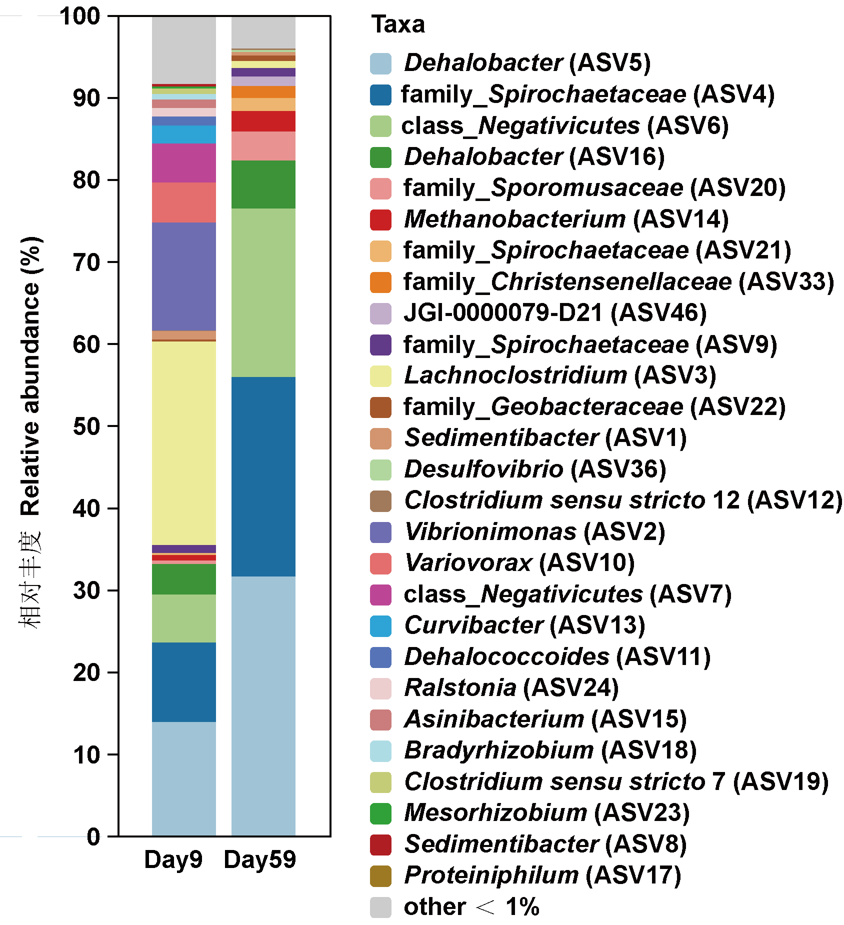 相对丰度 Relative abundance (%)
100
90
80
70
60
50
40
30
20
10
0
Day9 Day59
Taxa
Dehalobacter (ASV5)
family_Spirochaetaceae (ASV4)
class_Negativicutes (ASV6)
Dehalobacter (ASV16)
family_Sporomusaceae (ASV20)
Methanobacterium (ASV14)
family_Spirochaetaceae (ASV21)
family_Christensenellaceae (ASV33)
JGI-0000079-D21 (ASV46)
family_Spirochaetaceae (ASV9)
Lachnoclostridium (ASV3)
family_Geobacteraceae (ASV22)
Sedimentibacter (ASV1)
Desulfovibrio (ASV36)
Clostridium sensu stricto 12 (ASV12)
Vibrionimonas (ASV2)
Variovorax (ASV10)
class_Negativicutes (ASV7)
Curvibacter (ASV13)
Dehalococcoides (ASV11)
Ralstonia (ASV24)
Asinibacterium (ASV15)
Bradyrhizobium (ASV18)
Clostridium sensu stricto 7 (ASV19)
Mesorhizobium (ASV23)
Sedimentibacter (ASV8)
Proteiniphilum (ASV17)
other < 1%